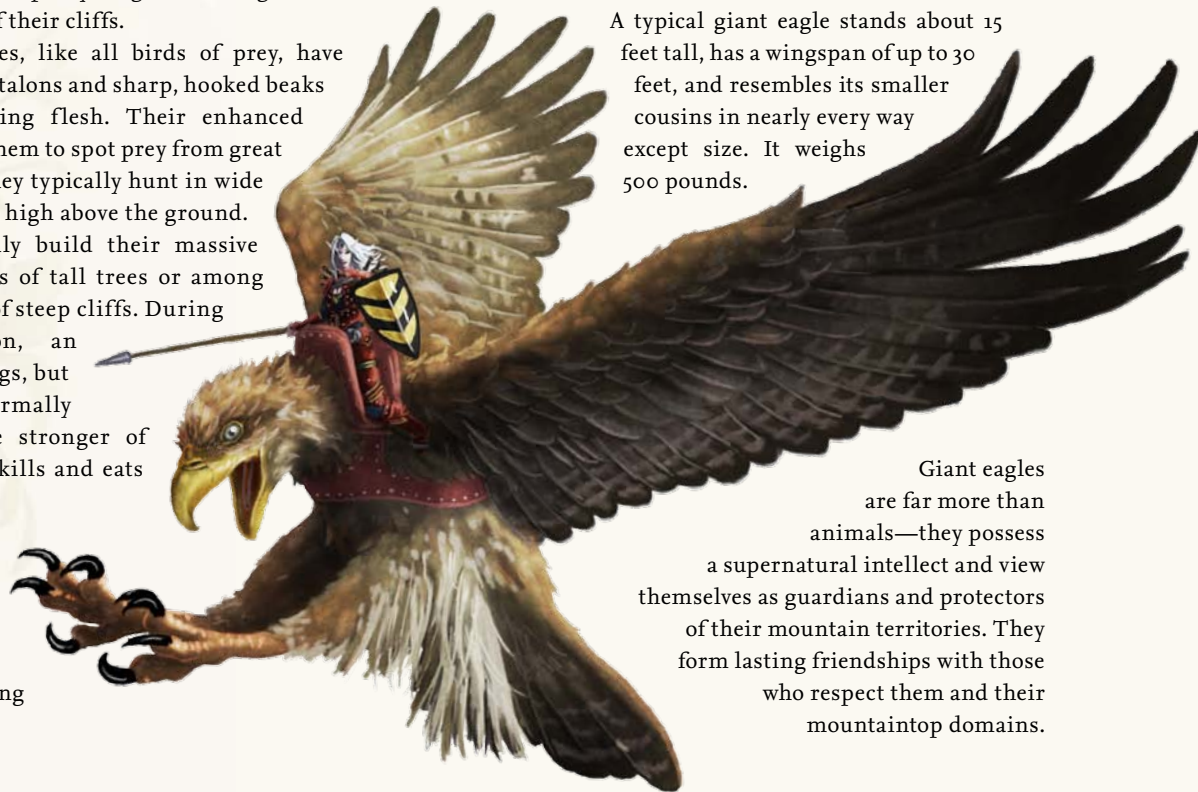 f their cliffs.
es, like all birds of prey, have
talons and sharp, hooked beaks
ing flesh. Their enhanced
hem to spot prey from great
ey typically hunt in wide
high above the ground.
lly build their massive
s of tall trees or among
of steep cliffs. During
on, an
gs, but
ormally
e stronger of
kills and eats
ng
A typical giant eagle stands about 15
feet tall, has a wingspan of up to 30
feet, and resembles its smaller
cousins in nearly every way
except size. It weighs
500 pounds.
Giant eagles
are far more than
animals—they possess
a supernatural intellect and view
themselves as guardians and protectors
of their mountain territories. They
form lasting friendships with those
who respect them and their
mountaintop domains.